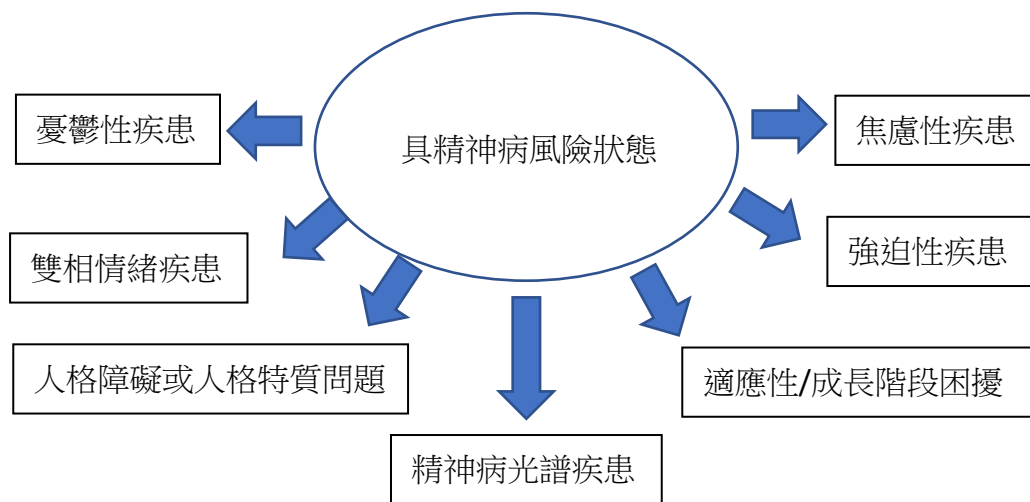 具精神病風險狀態
憂鬱性疾患
焦慮性疾患
雙相情緒疾患
強迫性疾患
人格障礙或人格特質問題
適應性/成長階段困擾
精神病光譜疾患